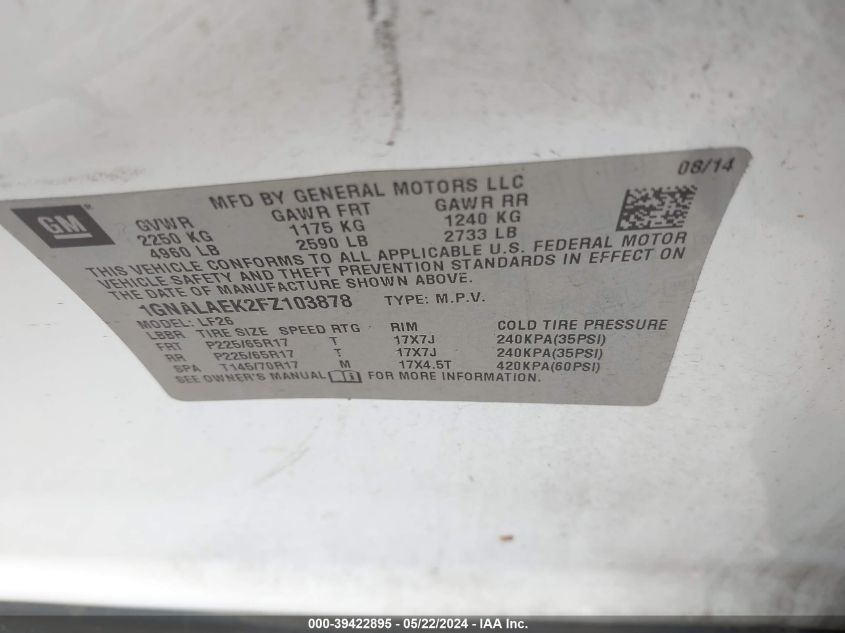 08/14
GM®
MFD BY GENERAL MOTORS LLC
GVWR GAWR FRT GAWR RR
2250 KG 1175 KG 1240 KG
4960 LB 2590 LB 2733 LB
THIS VEHICLE CONFORMS TO ALL APPLICABLE U.S. FEDERAL MOTOR
VEHICLE SAFETY AND THEFT PREVENTION STANDARDS IN EFFECT ON
THE DATE OF MANUFACTURE SHOWN ABOVE.
1GNALAEK2FZ103878 TYPE: M.P.V.
MODEL: LF26
LBBR TIRE SIZE SPEED RTG RIM COLD TIRE PRESSURE
FRT P225/65R17 T 17X7J 240KPA(35PSI)
RR P225/65R17 T 17X7J 240KPA(35PSI)
SPA T145/70R17 M 17X4.5T 420KPA(60PSI)
SEE OWNER'S MANUAL FOR MORE INFORMATION.
000-39422895 - 05/22/2024 - IAAI.com